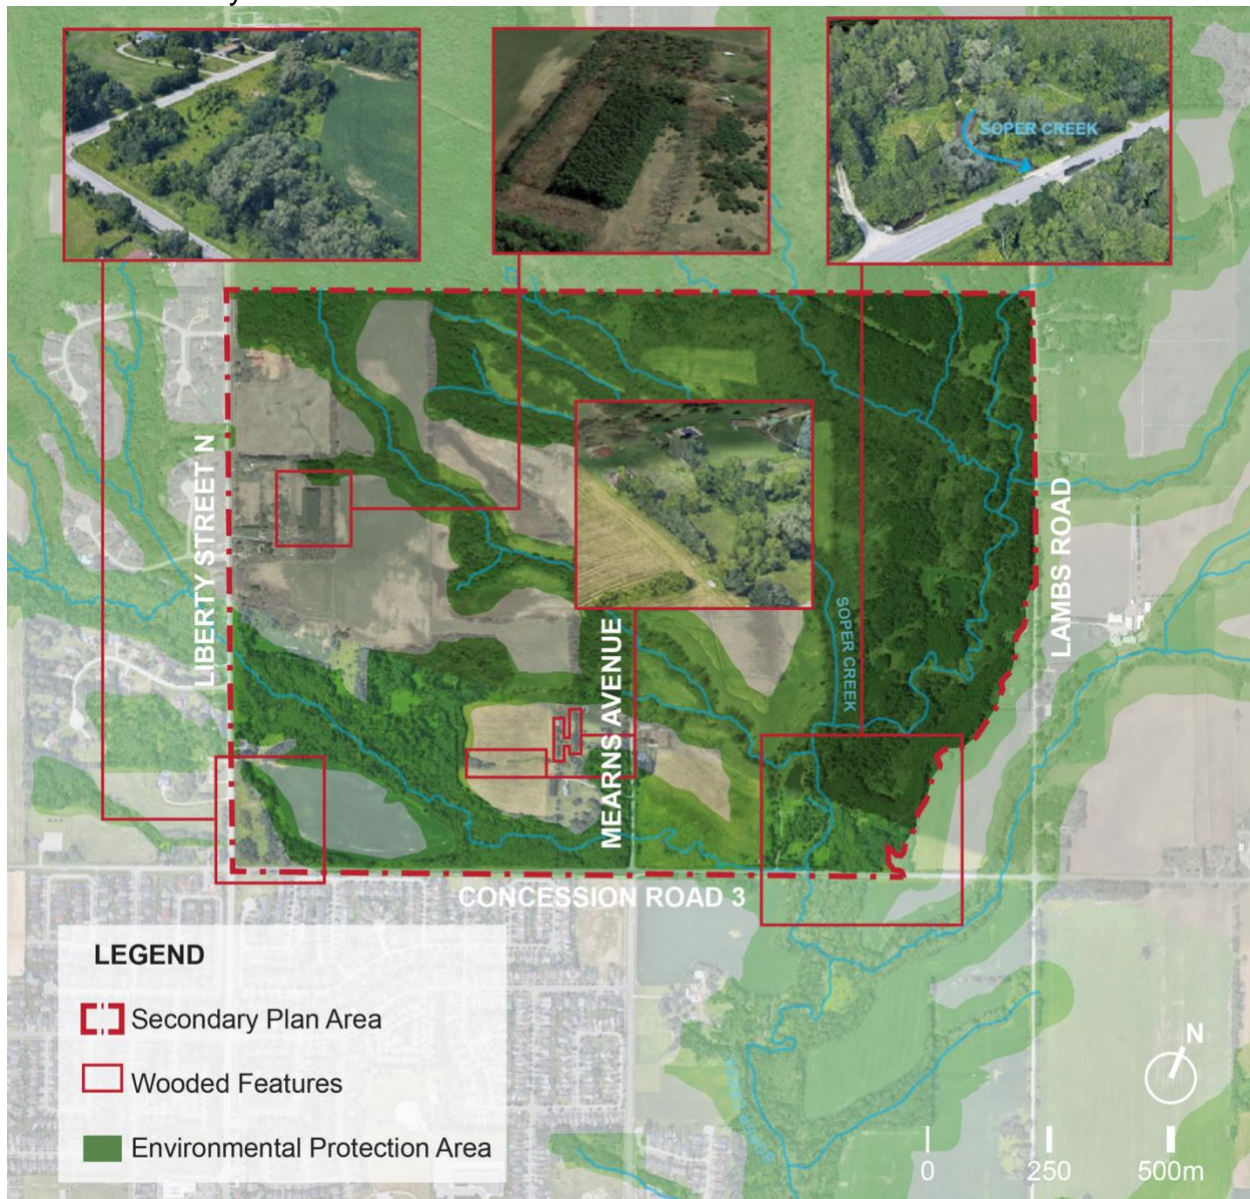 SOPER CREEK
LIBERTY STREET N
LAMBS ROAD
SOPER CREEK
MEARNS AVENUE
CONCESSION ROAD 3
LEGEND
Secondary Plan Area
Wooded Features
Environmental Protection Area
N
0 250 500m